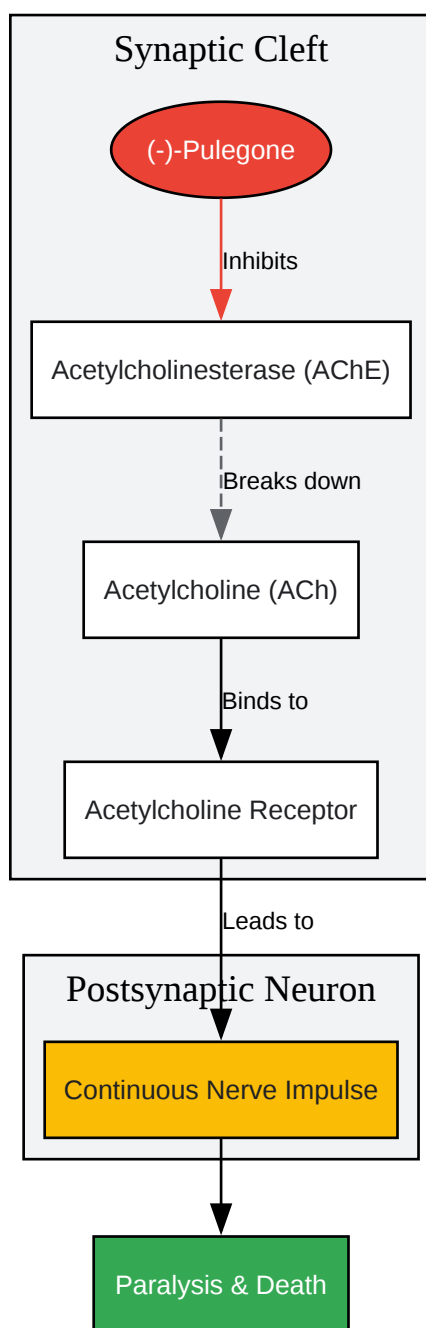 Synaptic Cleft
(-)-Pulegone
Inhibits
Acetylcholinesterase (AChE)
Breaks down
Acetylcholine (ACh)
Binds to
Acetylcholine Receptor
Leads to
Postsynaptic Neuron
Continuous Nerve Impulse
Paralysis & Death